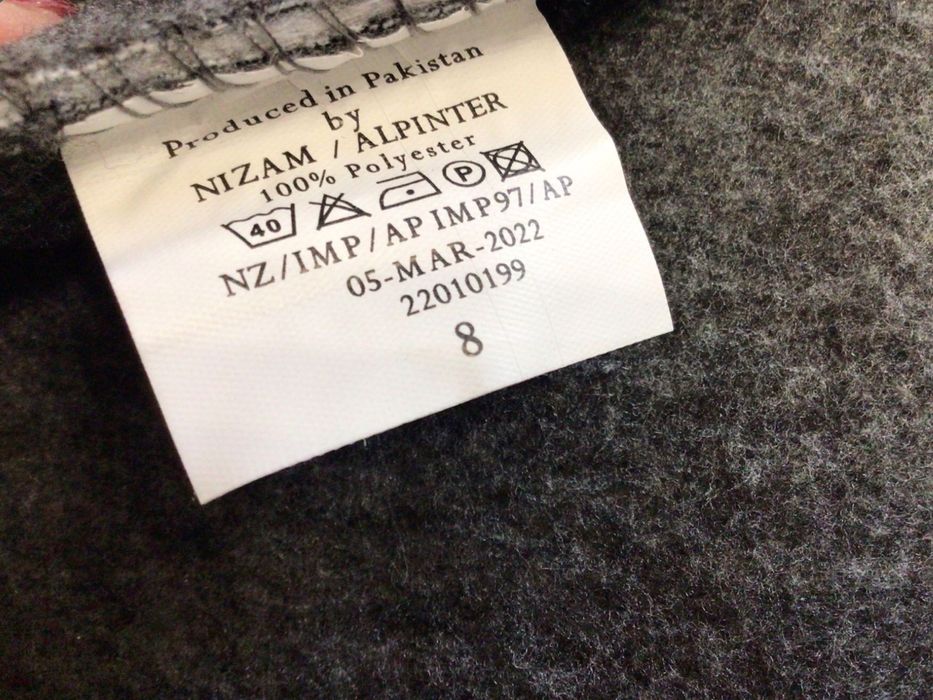 Produced in Pakistan
by
NIZAM / ALPINTER
100% Polyester
40 P
NZ/IMP/AP IMP97/AP
05-MAR-2022
22010199
8